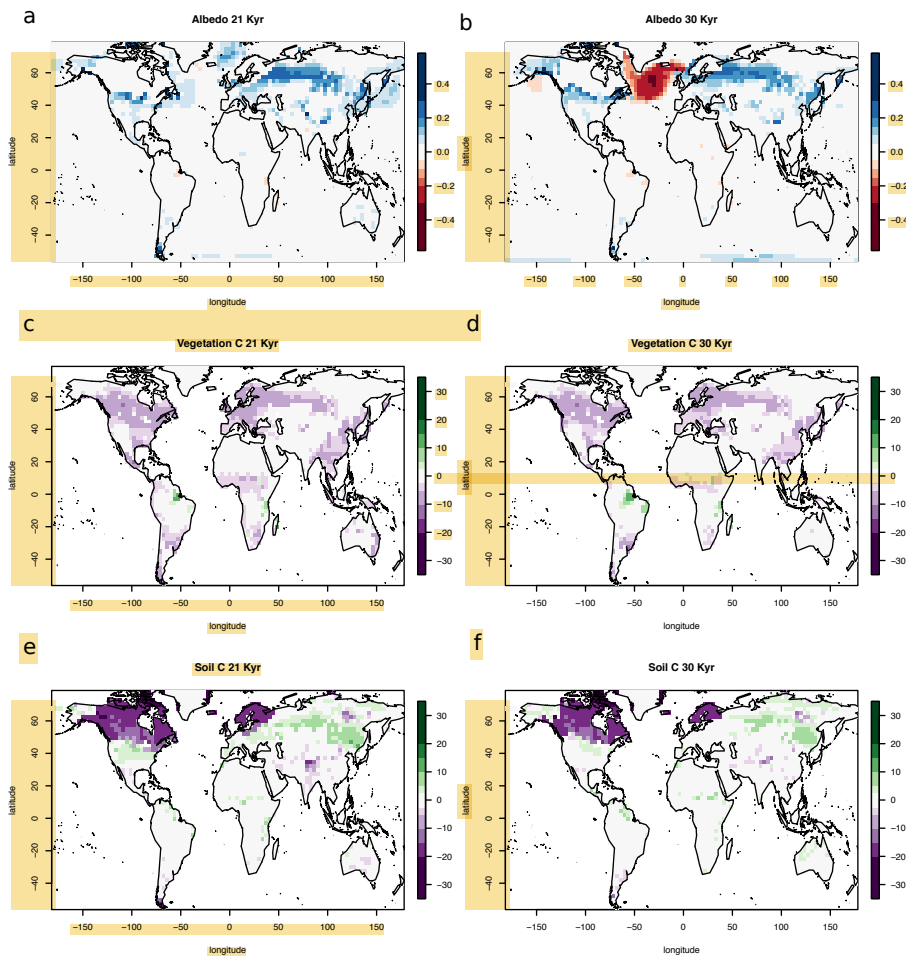 a
Albedo 21 Kyr
latitude
60
40
20
0
−20
−40
−150 −100 −50 0 50 100 150
longitude
0.4
0.2
0.0
−0.2
−0.4
b
Albedo 30 Kyr
latitude
60
40
20
0
−20
−40
−150 −100 −50 0 50 100 150
longitude
0.4
0.2
0.0
−0.2
−0.4
c
Vegetation C 21 Kyr
latitude
60
40
20
0
−20
−40
−150 −100 −50 0 50 100 150
longitude
30
20
10
0
−10
−20
−30
d
Vegetation C 30 Kyr
latitude
60
40
20
0
−20
−40
−150 −100 −50 0 50 100 150
longitude
30
20
10
0
−10
−20
−30
e
Soil C 21 Kyr
latitude
60
40
20
0
−20
−40
−150 −100 −50 0 50 100 150
longitude
30
20
10
0
−10
−20
−30
f
Soil C 30 Kyr
latitude
60
40
20
0
−20
−40
−150 −100 −50 0 50 100 150
longitude
30
20
10
0
−10
−20
−30